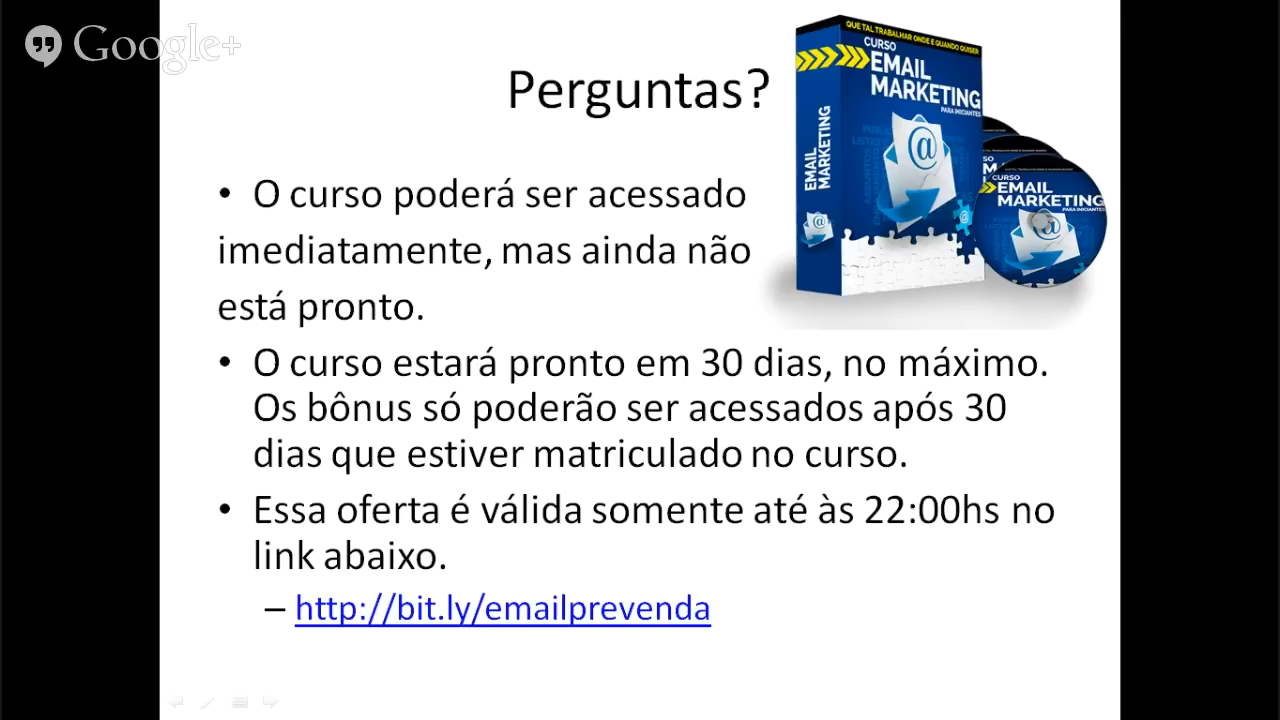 Google+
Perguntas?
QUE TAL TRABALHAR ONDE E QUANDO QUISER
CURSO
EMAIL
MARKETING
PARA INICIANTES
EMAIL
MARKETING
CURSO
EMAIL
MARKETING
PARA INICIANTES
• O curso poderá ser acessado
imediatamente, mas ainda não
está pronto.
• O curso estará pronto em 30 dias, no máximo.
Os bônus só poderão ser acessados após 30
dias que estiver matriculado no curso.
• Essa oferta é válida somente até às 22:00hs no
link abaixo.
– http://bit.ly/emailprevenda